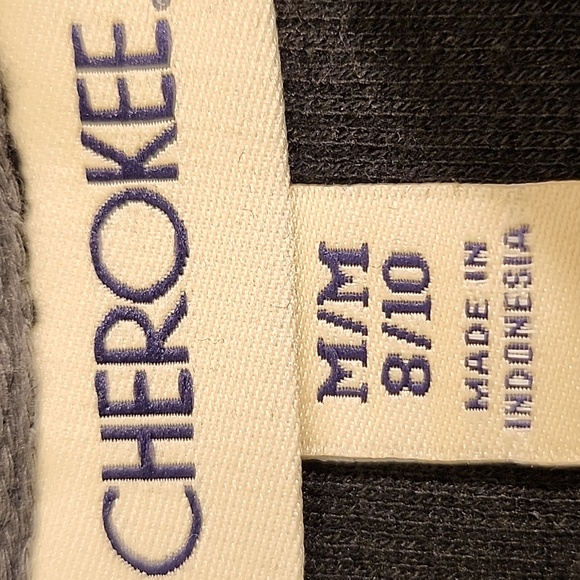 CHEROKEE.
M/M
8/10
MADE IN
INDONESIA